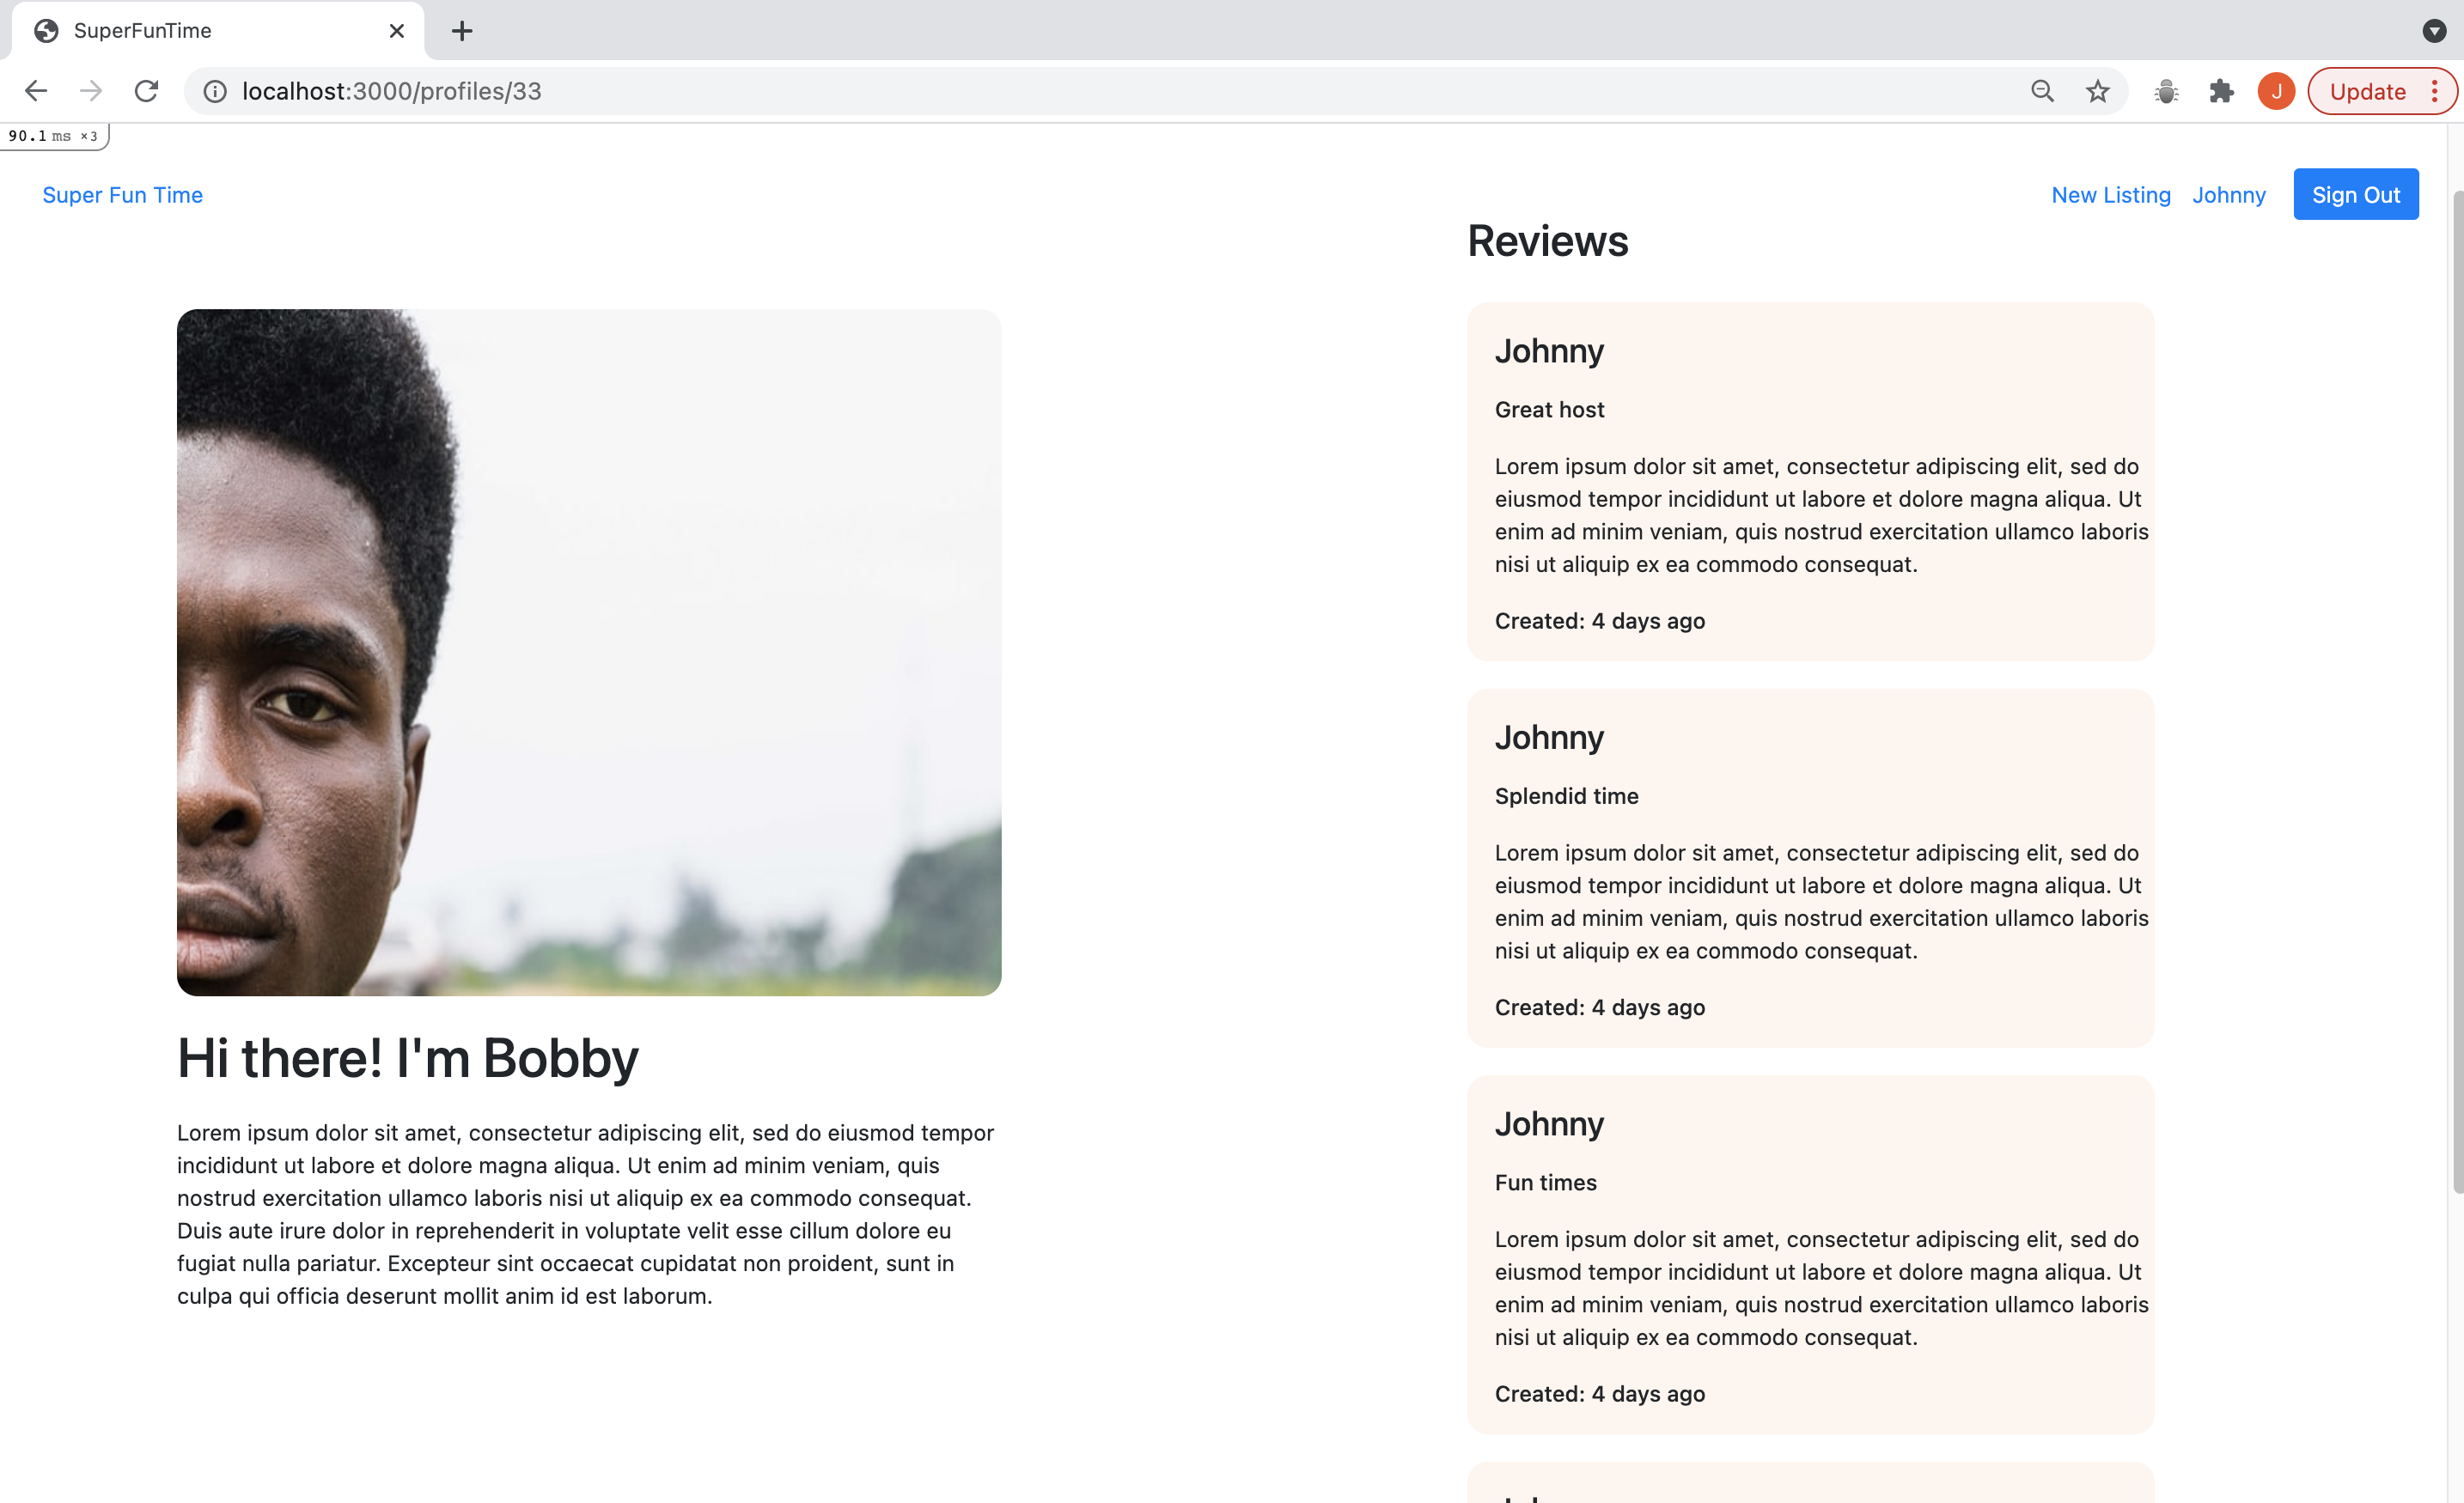 SuperFunTime
localhost:3000/profiles/33
J
Update
90.1 ms ×3
Super Fun Time
New Listing
Johnny
Sign Out
Hi there! I'm Bobby
Lorem ipsum dolor sit amet, consectetur adipiscing elit, sed do eiusmod tempor
incididunt ut labore et dolore magna aliqua. Ut enim ad minim veniam, quis
nostrud exercitation ullamco laboris nisi ut aliquip ex ea commodo consequat.
Duis aute irure dolor in reprehenderit in voluptate velit esse cillum dolore eu
fugiat nulla pariatur. Excepteur sint occaecat cupidatat non proident, sunt in
culpa qui officia deserunt mollit anim id est laborum.
Reviews
Johnny
Great host
Lorem ipsum dolor sit amet, consectetur adipiscing elit, sed do
eiusmod tempor incididunt ut labore et dolore magna aliqua. Ut
enim ad minim veniam, quis nostrud exercitation ullamco laboris
nisi ut aliquip ex ea commodo consequat.
Created: 4 days ago
Johnny
Splendid time
Lorem ipsum dolor sit amet, consectetur adipiscing elit, sed do
eiusmod tempor incididunt ut labore et dolore magna aliqua. Ut
enim ad minim veniam, quis nostrud exercitation ullamco laboris
nisi ut aliquip ex ea commodo consequat.
Created: 4 days ago
Johnny
Fun times
Lorem ipsum dolor sit amet, consectetur adipiscing elit, sed do
eiusmod tempor incididunt ut labore et dolore magna aliqua. Ut
enim ad minim veniam, quis nostrud exercitation ullamco laboris
nisi ut aliquip ex ea commodo consequat.
Created: 4 days ago